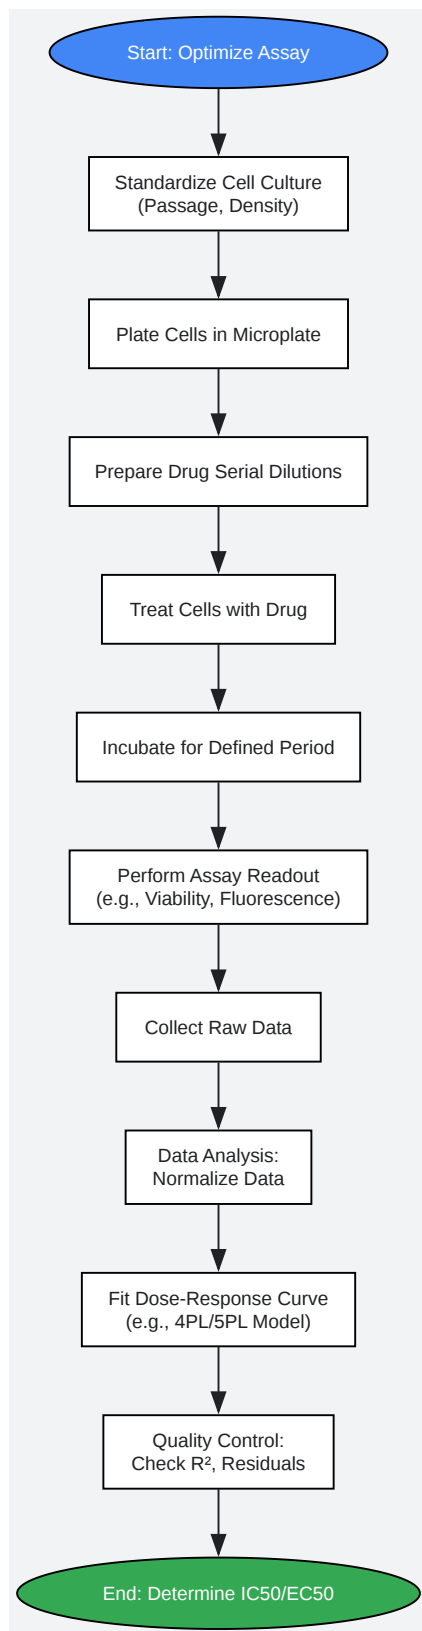 Start: Optimize Assay
Standardize Cell Culture
(Passage, Density)
Plate Cells in Microplate
Prepare Drug Serial Dilutions
Treat Cells with Drug
Incubate for Defined Period
Perform Assay Readout
(e.g., Viability, Fluorescence)
Collect Raw Data
Data Analysis:
Normalize Data
Fit Dose-Response Curve
(e.g., 4PL/5PL Model)
Quality Control:
Check R², Residuals
End: Determine IC50/EC50